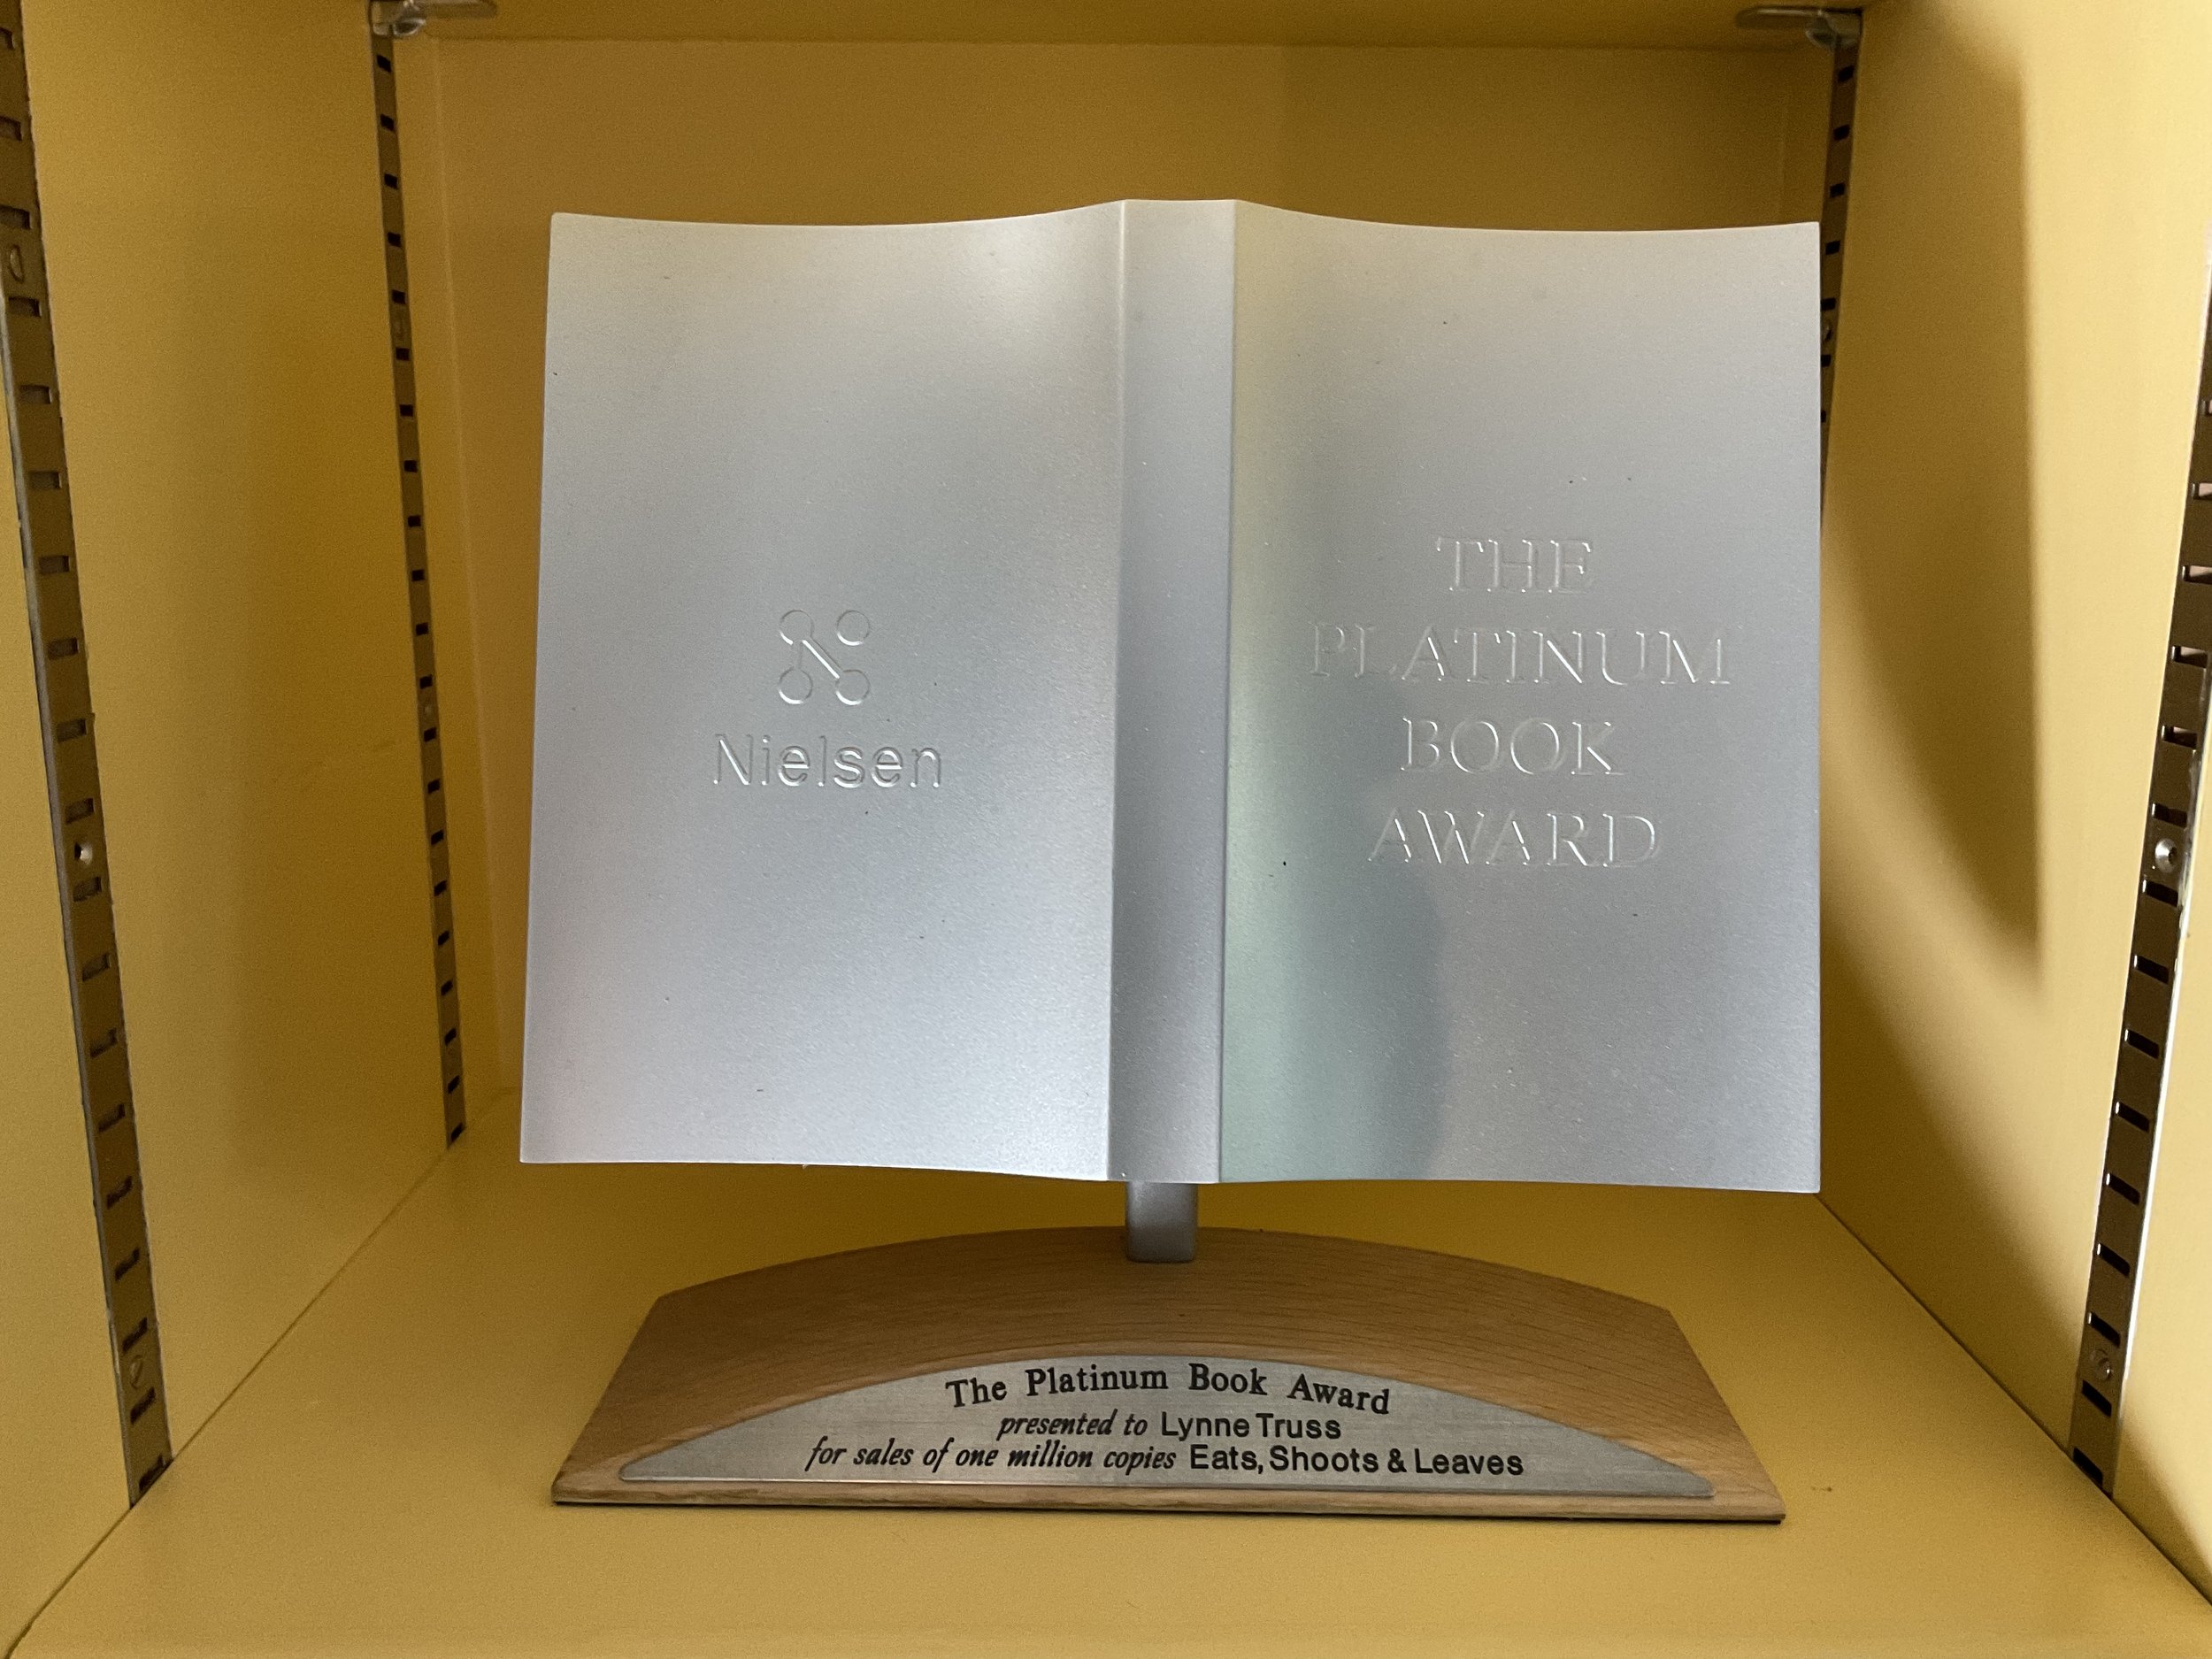 Nielsen
THE
PLATINUM
BOOK
AWARD
The Platinum Book Award
presented to Lynne Truss
for sales of one million copies Eats, Shoots & Leaves